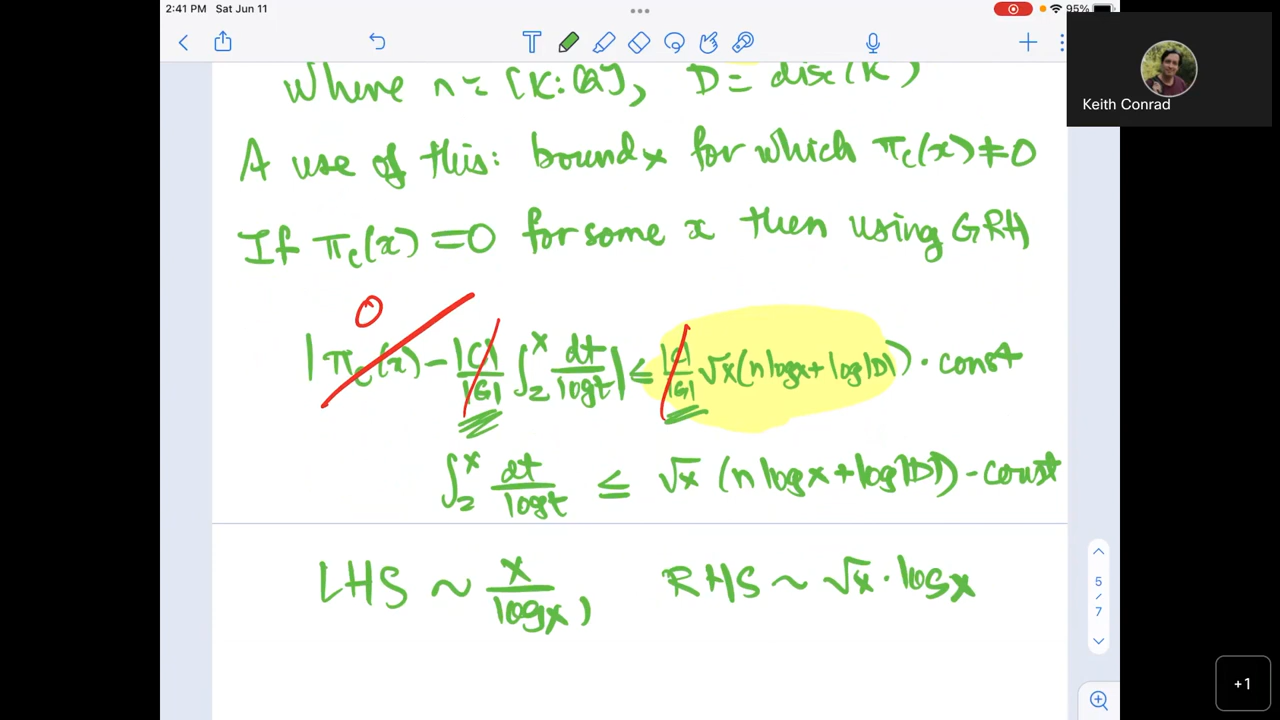 2:41 PM Sat Jun 11
95%
Keith Conrad
where n = [K:Q], D = disc(K)
A use of this: bound x for which π_c(x) ≠ 0
If π_c(x) = 0 for some x then using GRH
0
|π_c(x) - |C|/|G| ∫_2^x dt/log t| ≤ |C|/|G| √x(n log x + log|D|) · const
∫_2^x dt/log t ≤ √x (n log x + log|D|) · const
LHS ~ x/log x, RHS ~ √x · log x
5
/
7
+1